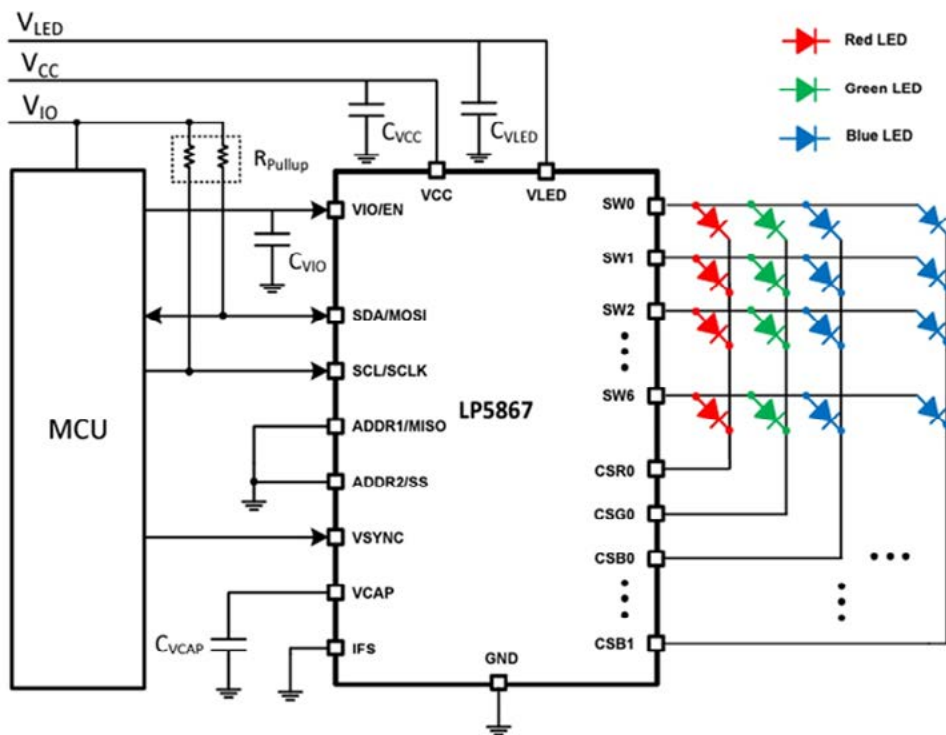 VLED
VCC
VIO
RPullup
CVCC
CVLED
Red LED
Green LED
Blue LED
VCC
VLED
VIO/EN
CVIO
SDA/MOSI
SCL/SCLK
ADDR1/MISO
ADDR2/SS
VSYNC
VCAP
CVCAP
IFS
MCU
LP5867
GND
SW0
SW1
SW2
SW6
CSR0
CSG0
CSB0
CSB1